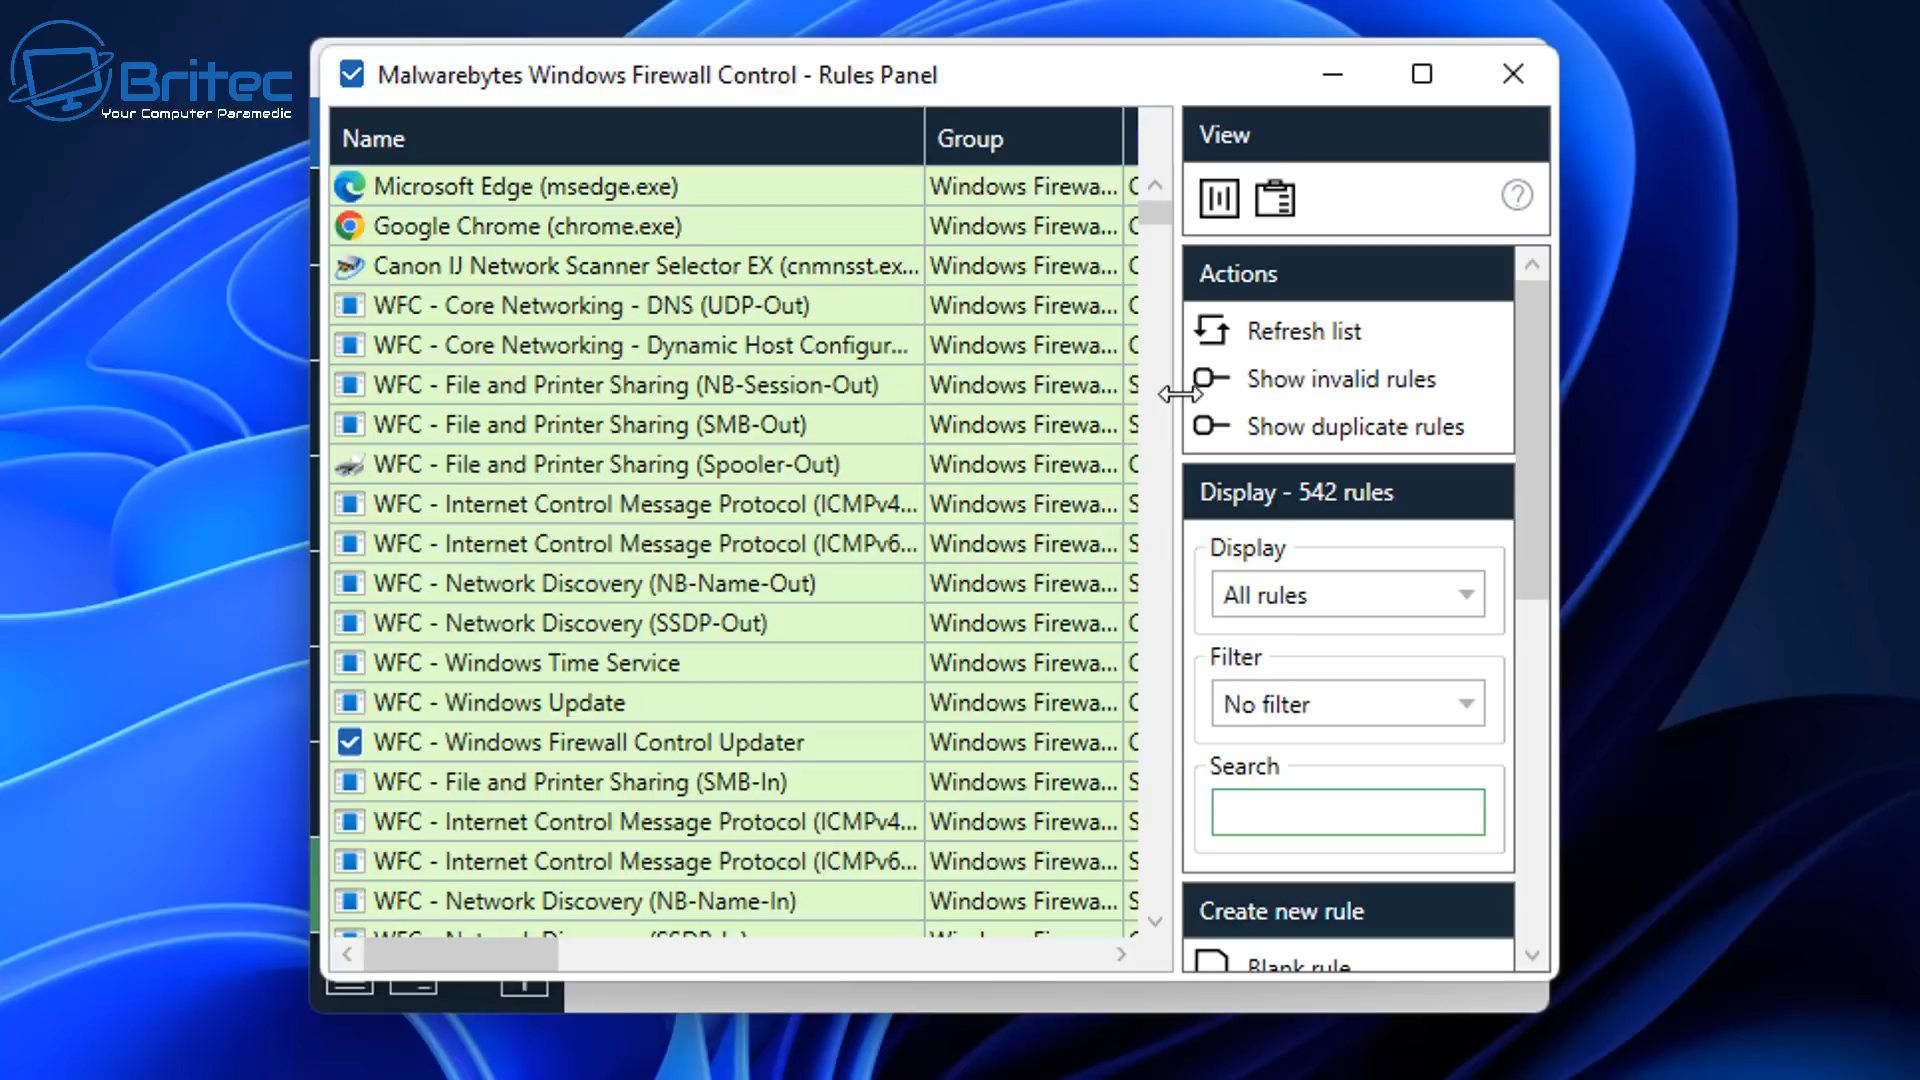 Britec
Your Computer Paramedic
Malwarebytes Windows Firewall Control - Rules Panel
Name
Group
Microsoft Edge (msedge.exe)
Windows Firewa...
Google Chrome (chrome.exe)
Windows Firewa...
Canon IJ Network Scanner Selector EX (cnmnsst.ex...
Windows Firewa...
WFC - Core Networking - DNS (UDP-Out)
Windows Firewa...
WFC - Core Networking - Dynamic Host Configur...
Windows Firewa...
WFC - File and Printer Sharing (NB-Session-Out)
Windows Firewa...
WFC - File and Printer Sharing (SMB-Out)
Windows Firewa...
WFC - File and Printer Sharing (Spooler-Out)
Windows Firewa...
WFC - Internet Control Message Protocol (ICMPv4...
Windows Firewa...
WFC - Internet Control Message Protocol (ICMPv6...
Windows Firewa...
WFC - Network Discovery (NB-Name-Out)
Windows Firewa...
WFC - Network Discovery (SSDP-Out)
Windows Firewa...
WFC - Windows Time Service
Windows Firewa...
WFC - Windows Update
Windows Firewa...
WFC - Windows Firewall Control Updater
Windows Firewa...
WFC - File and Printer Sharing (SMB-In)
Windows Firewa...
WFC - Internet Control Message Protocol (ICMPv4...
Windows Firewa...
WFC - Internet Control Message Protocol (ICMPv6...
Windows Firewa...
WFC - Network Discovery (NB-Name-In)
Windows Firewa...
View
Actions
Refresh list
Show invalid rules
Show duplicate rules
Display - 542 rules
Display
All rules
Filter
No filter
Search
Create new rule
Blank rule